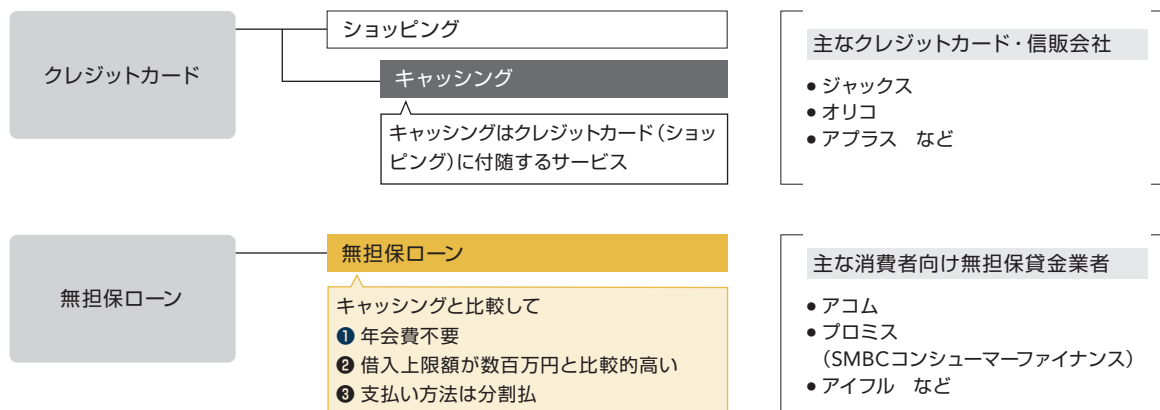 クレジットカード
ショッピング
キャッシング
キャッシングはクレジットカード(ショッ
ピング)に付随するサービス
主なクレジットカード・信販会社
● ジャックス
● オリコ
● アプラス など
無担保ローン
無担保ローン
キャッシングと比較して
❶ 年会費不要
❷ 借入上限額が数百万円と比較的高い
❸ 支払い方法は分割払
主な消費者向け無担保貸金業者
● アコム
● プロミス
(SMBCコンシューマーファイナンス)
● アイフル など